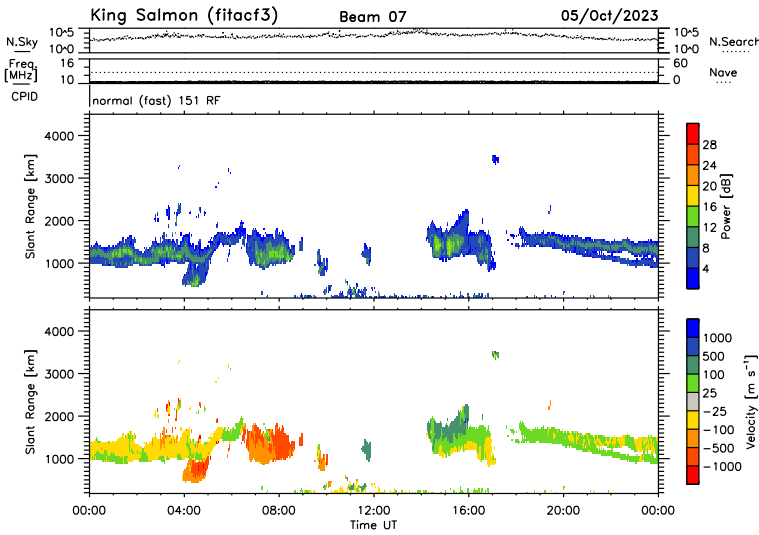 King Salmon (fitacf3) Beam 07 05/Oct/2023
N.Sky 10^5 10^0 10^5 10^0 N.Search
Freq. [MHz] 16 10 60 0 Nave
CPID normal (fast) 151 RF
Slant Range [km] 4000 3000 2000 1000
28 24 20 16 12 8 4 Power [dB]
Slant Range [km] 4000 3000 2000 1000
1000 500 100 25 −25 −100 −500 −1000 Velocity [m s⁻¹]
00:00 04:00 08:00 12:00 16:00 20:00 00:00
Time UT